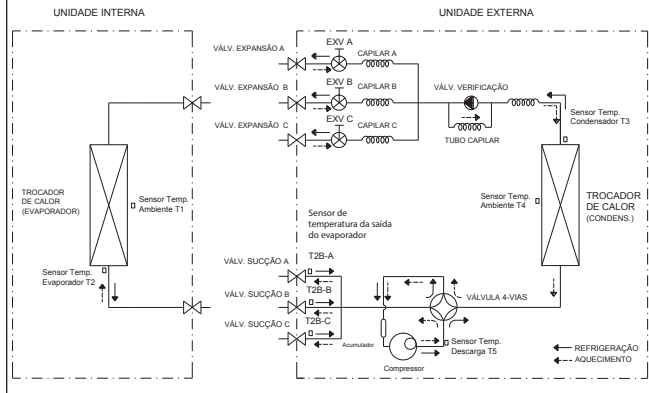 UNIDADE INTERNA
UNIDADE EXTERNA
VÁLV. EXPANSÃO A
EXV A
CAPILAR A
VÁLV. EXPANSÃO B
EXV B
CAPILAR B
VÁLV. EXPANSÃO C
EXV C
CAPILAR C
VÁLV. VERIFICAÇÃO
TUBO CAPILAR
Sensor Temp.
Condensador T3
TROCADOR
DE CALOR
(EVAPORADOR)
Sensor Temp.
Ambiente T1
Sensor Temp.
Evaporador T2
Sensor de
temperatura da saída
do evaporador
Sensor Temp.
Ambiente T4
TROCADOR
DE CALOR
(CONDENS.)
VÁLV. SUCÇÃO A
T2B-A
VÁLV. SUCÇÃO B
T2B-B
VÁLV. SUCÇÃO C
T2B-C
Acumulador
Compressor
VÁLVULA 4-VIAS
Sensor Temp.
Descarga T5
REFRIGERAÇÃO
AQUECIMENTO